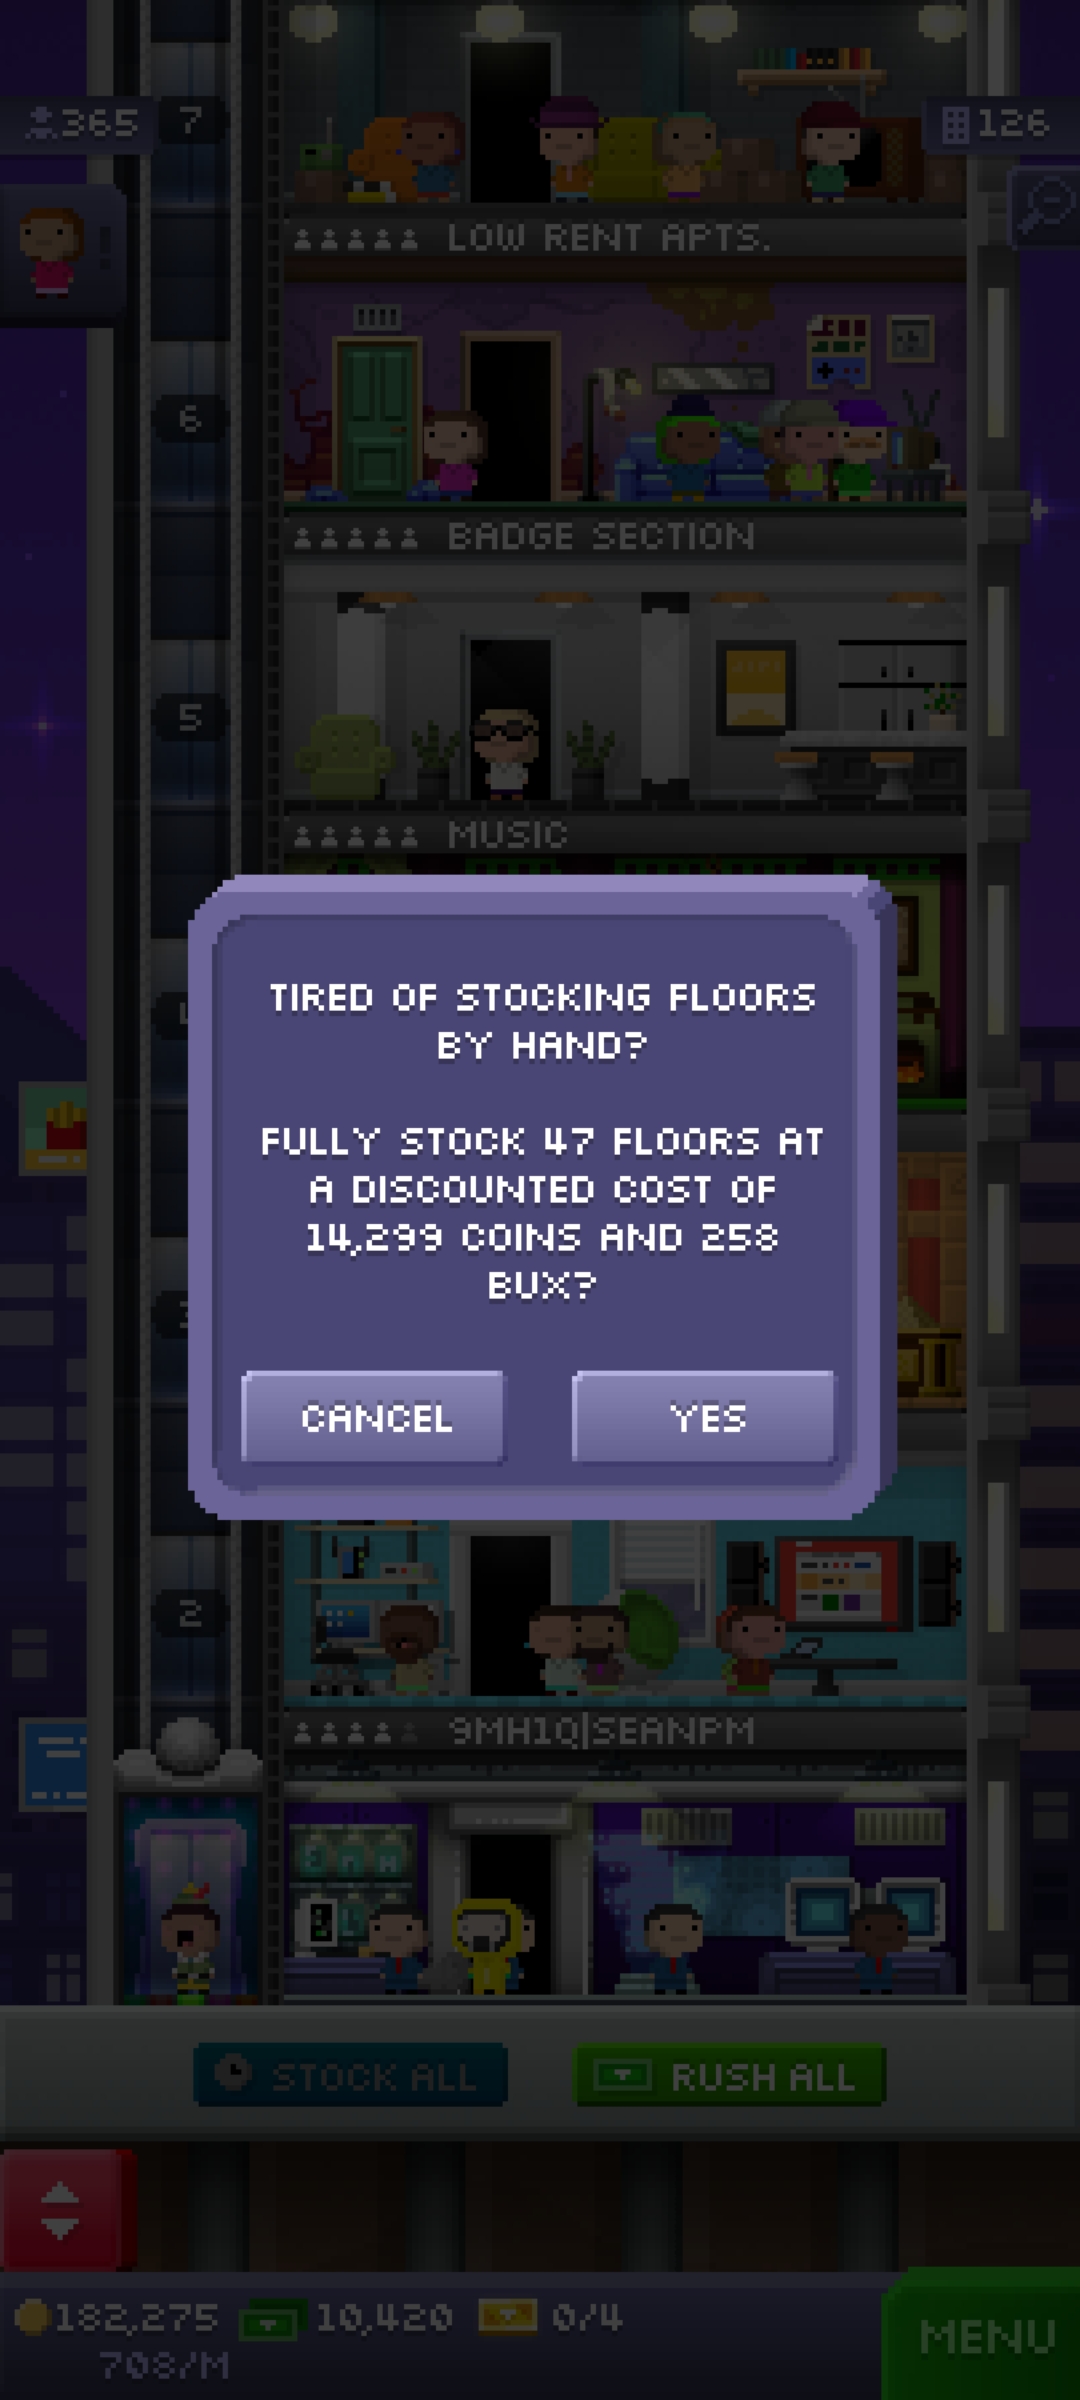 365
7
126
LOW RENT APTS.
6
BADGE SECTION
5
MUSIC
TIRED OF STOCKING FLOORS
BY HAND?
FULLY STOCK 47 FLOORS AT
A DISCOUNTED COST OF
14,299 COINS AND 258
BUX?
CANCEL
YES
2
9MH1Q|SEANPM
STOCK ALL
RUSH ALL
182,275
10,420
0/4
708/M
MENU